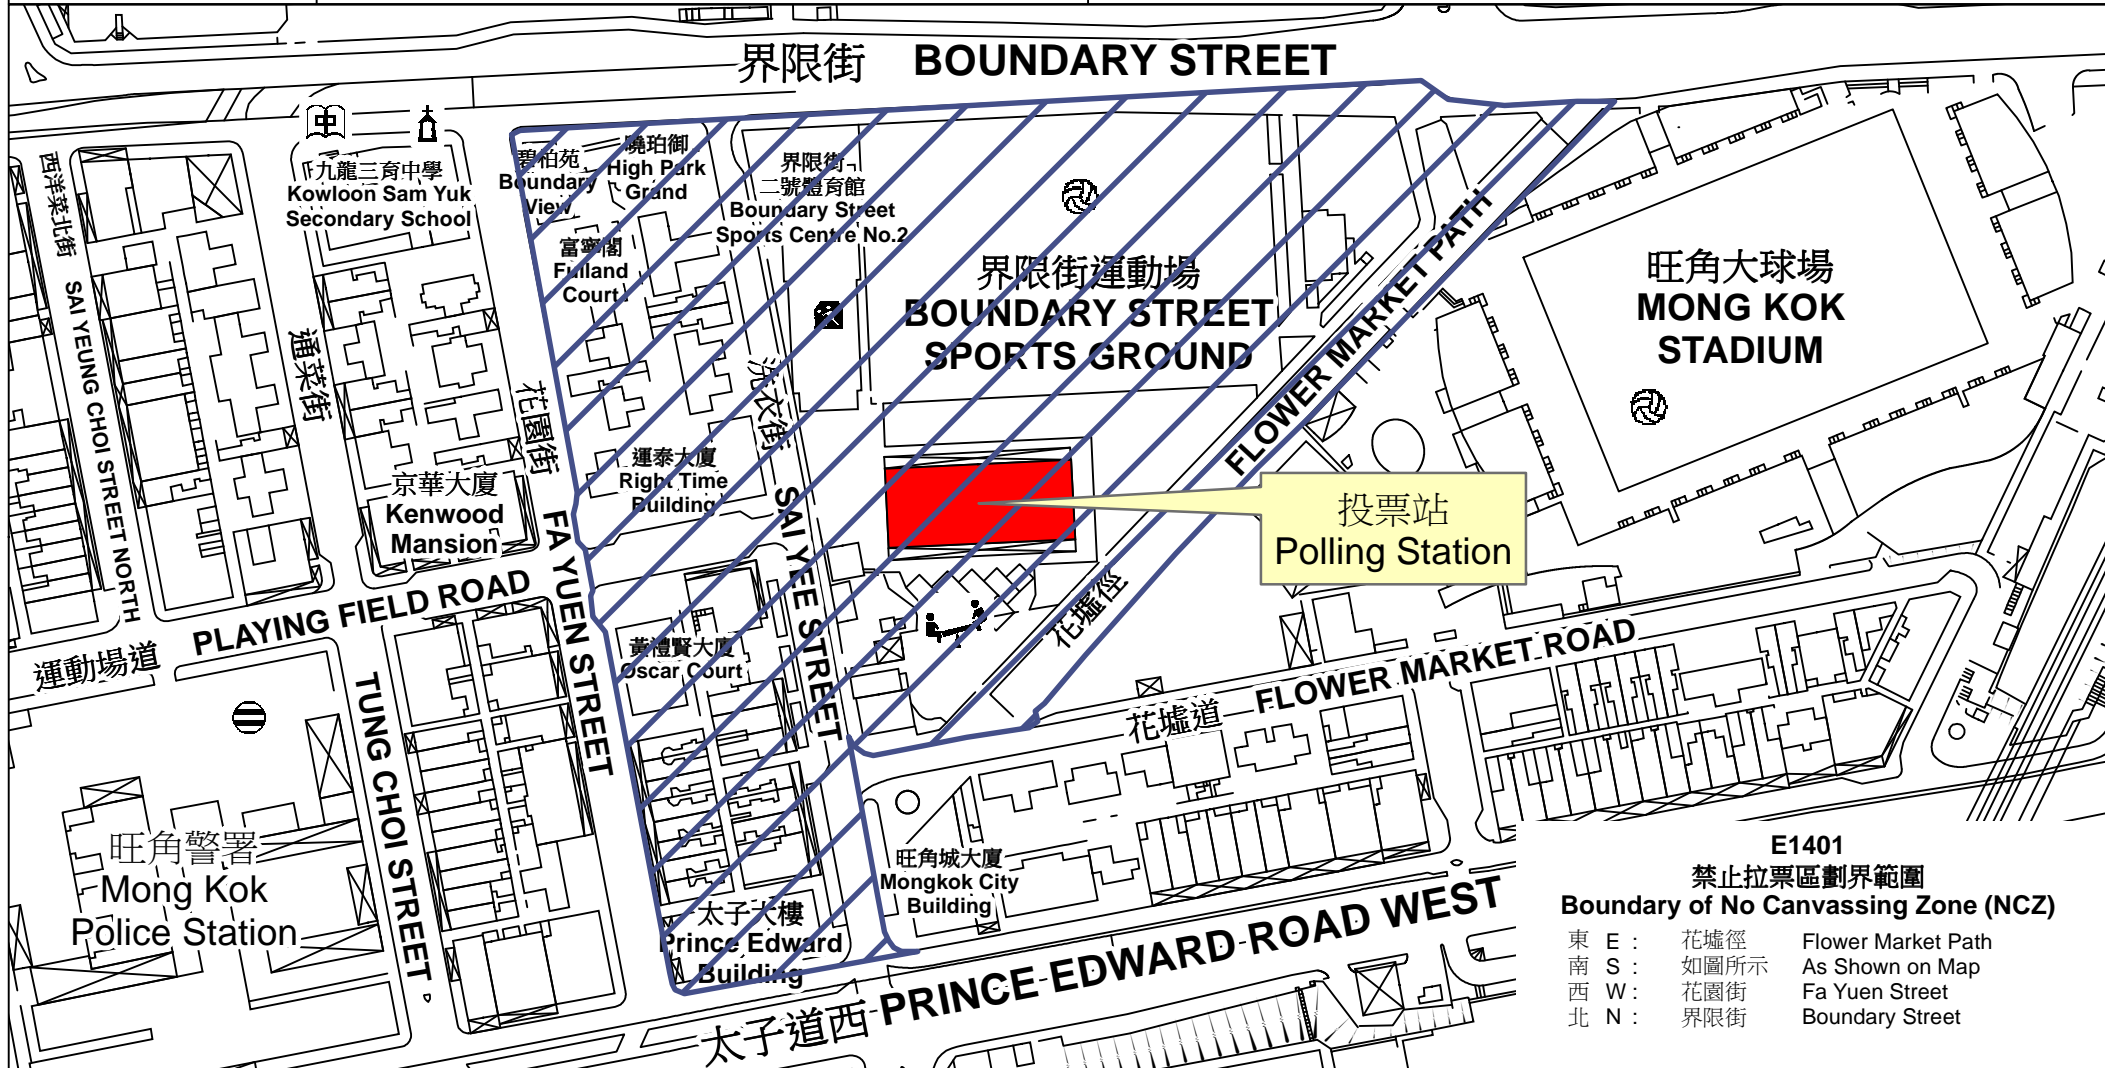 界限街 BOUNDARY STREET
九龍三育中學
Kowloon Sam Yuk
Secondary School
碧柏苑
Boundary
View
曉珀御
High Park
Grand
界限街
二號體育館
Boundary Street
Sports Centre No.2
富寧閣
Fulland
Court
界限街運動場
BOUNDARY STREET
SPORTS GROUND
旺角大球場
MONG KOK
STADIUM
西洋菜北街 SAI YEUNG CHOI STREET NORTH
通菜街
花園街 FA YUEN STREET
洗衣街 SAI YEE STREET
FLOWER MARKET PATH
花墟徑
京華大廈
Kenwood
Mansion
運泰大廈
Right Time
Building
投票站
Polling Station
運動場道 PLAYING FIELD ROAD
黃禮賢大廈
Oscar Court
TUNG CHOI STREET
花墟道 FLOWER MARKET ROAD
旺角警署
Mong Kok
Police Station
旺角城大廈
Mongkok City
Building
太子大樓
Prince Edward
Building
太子道西 PRINCE EDWARD ROAD WEST
E1401
禁止拉票區劃界範圍
Boundary of No Canvassing Zone (NCZ)
東 E : 花墟徑 Flower Market Path
南 S : 如圖所示 As Shown on Map
西 W : 花園街 Fa Yuen Street
北 N : 界限街 Boundary Street